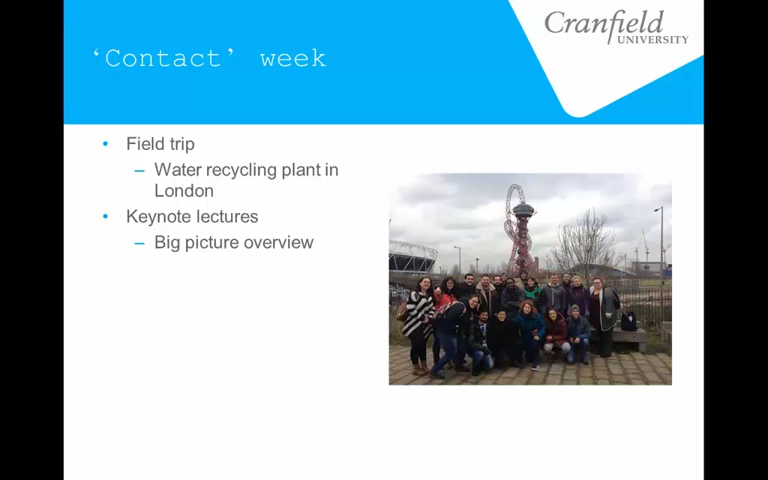 ‘Contact’ week
Cranfield
UNIVERSITY
• Field trip
– Water recycling plant in
London
• Keynote lectures
– Big picture overview